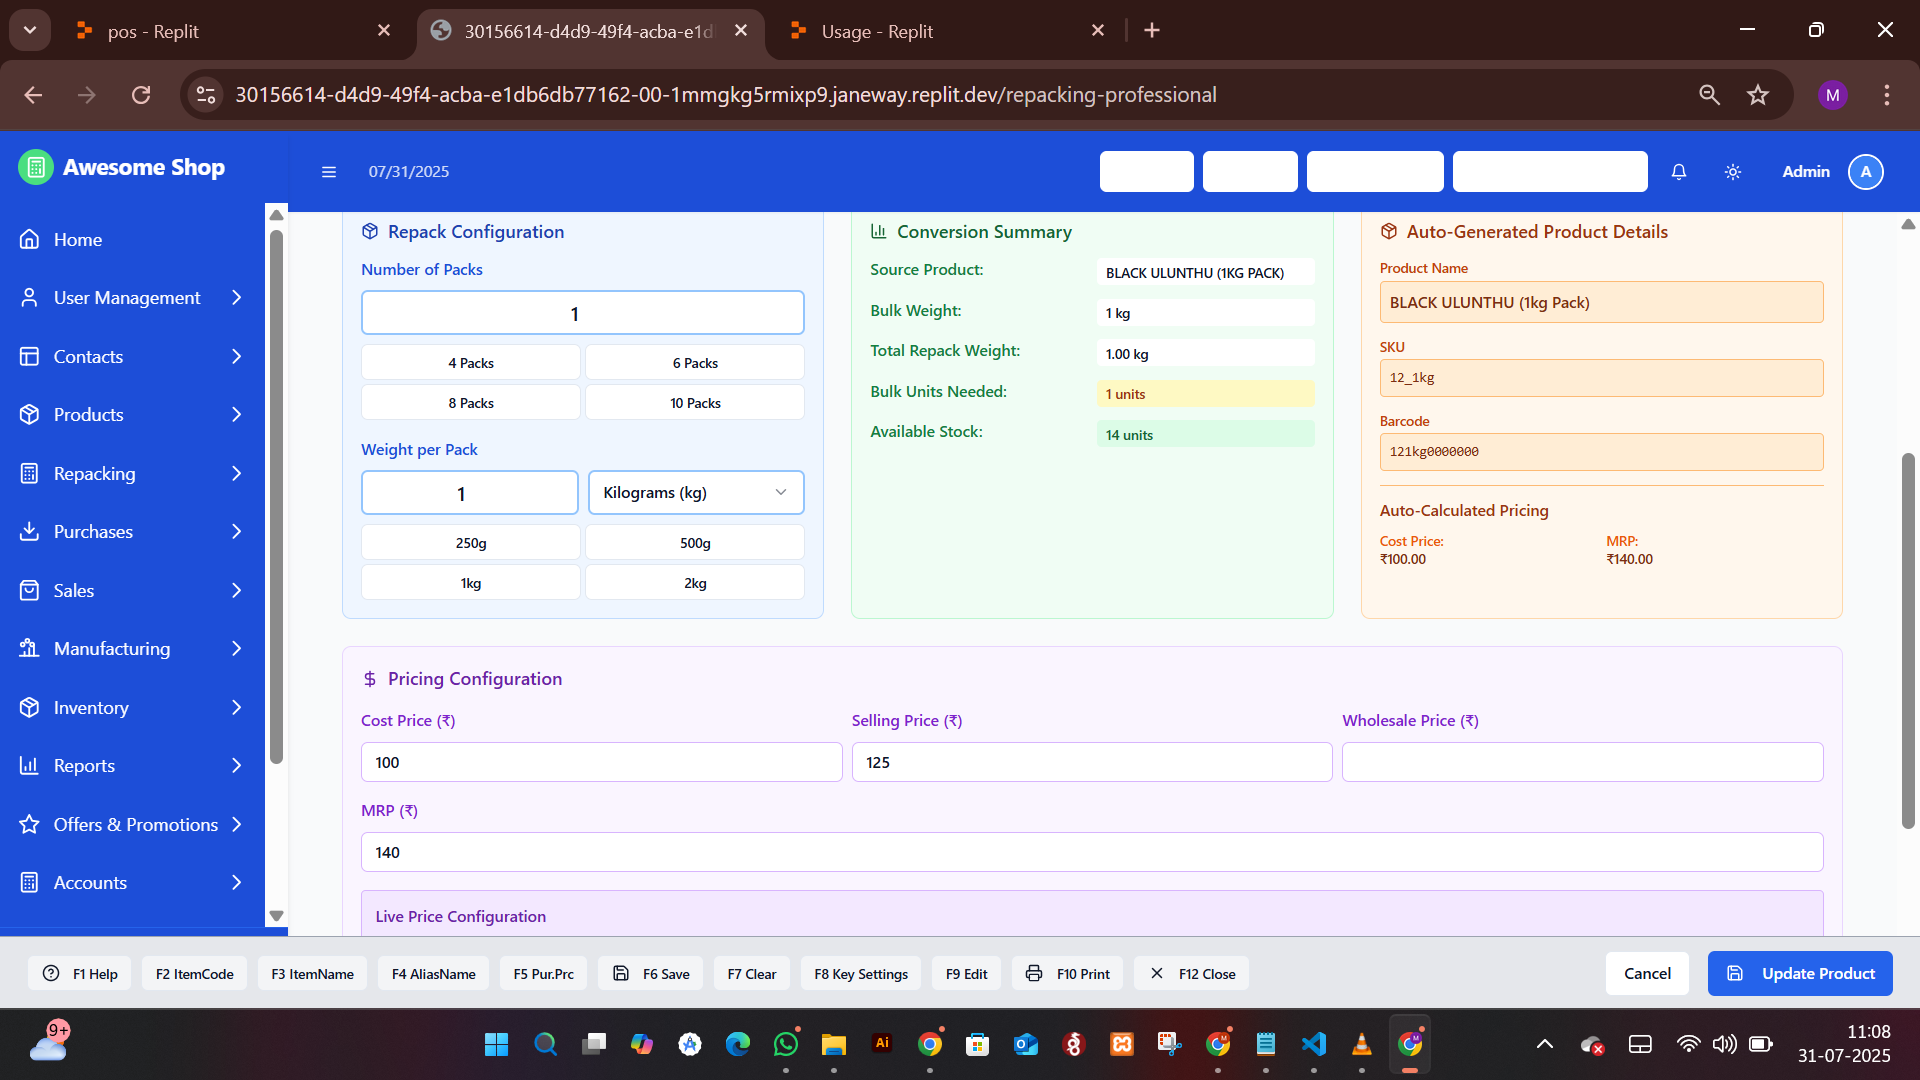 pos - Replit
30156614-d4d9-49f4-acba-e1d
Usage - Replit
30156614-d4d9-49f4-acba-e1db6db77162-00-1mmgkg5rmixp9.janeway.replit.dev/repacking-professional
M
Awesome Shop
07/31/2025
Admin
A
Home
User Management
Contacts
Products
Repacking
Purchases
Sales
Manufacturing
Inventory
Reports
Offers & Promotions
Accounts
Repack Configuration
Number of Packs
1
4 Packs
6 Packs
8 Packs
10 Packs
Weight per Pack
1
Kilograms (kg)
250g
500g
1kg
2kg
Conversion Summary
Source Product:
BLACK ULUNTHU (1KG PACK)
Bulk Weight:
1 kg
Total Repack Weight:
1.00 kg
Bulk Units Needed:
1 units
Available Stock:
14 units
Auto-Generated Product Details
Product Name
BLACK ULUNTHU (1kg Pack)
SKU
12_1kg
Barcode
121kg0000000
Auto-Calculated Pricing
Cost Price:
₹100.00
MRP:
₹140.00
$ Pricing Configuration
Cost Price (₹)
100
Selling Price (₹)
125
Wholesale Price (₹)
MRP (₹)
140
Live Price Configuration
F1 Help
F2 ItemCode
F3 ItemName
F4 AliasName
F5 Pur.Prc
F6 Save
F7 Clear
F8 Key Settings
F9 Edit
F10 Print
F12 Close
Cancel
Update Product
9+
Ai
11:08
31-07-2025